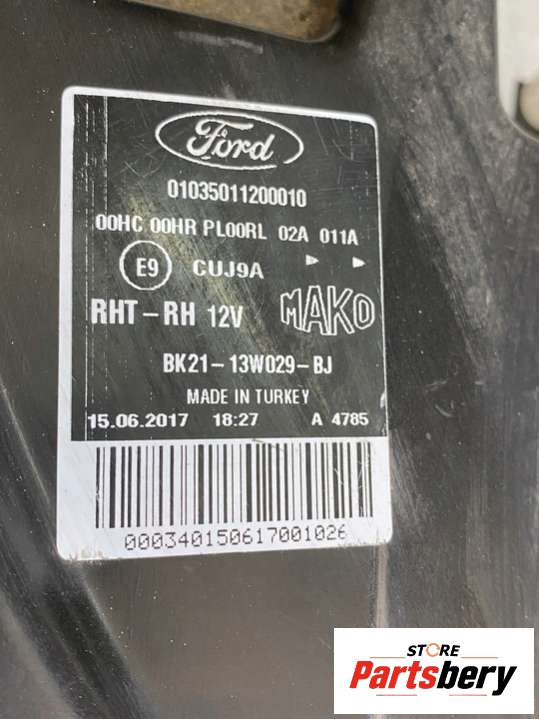 Ford
01035011200010
00HC 00HR PL00RL 02A 011A
E9 CUJ9A
RHT-RH 12V MAKO
BK21-13W029-BJ
MADE IN TURKEY
15.06.2017 18:27 A 4785
000340150617001026
STORE
Partsbery